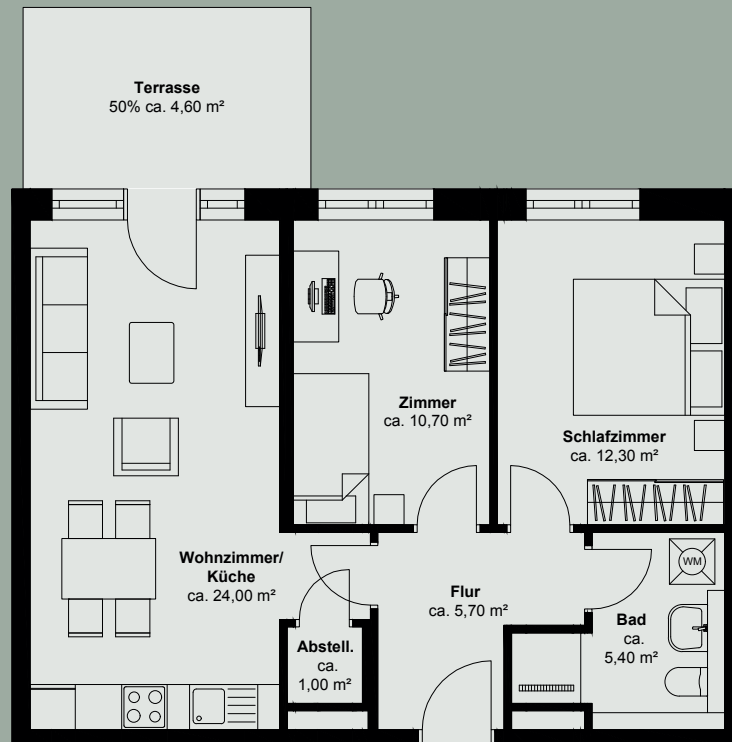 Terrasse
50% ca. 4,60 m²
Zimmer
ca. 10,70 m²
Schlafzimmer
ca. 12,30 m²
Wohnzimmer/
Küche
ca. 24,00 m²
Flur
ca. 5,70 m²
WM
Bad
ca.
5,40 m²
Abstell.
ca.
1,00 m²